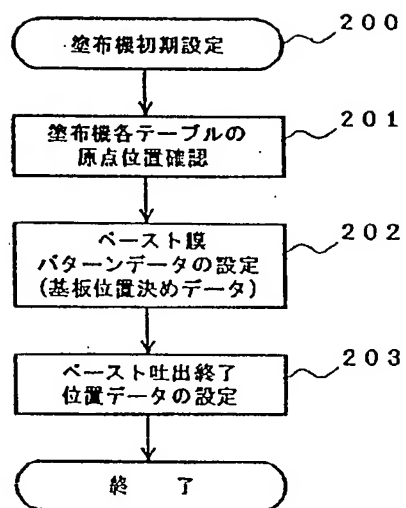 塗布機初期設定
200
塗布機各テーブルの
原点位置確認
201
ペースト膜
パターンデータの設定
(基板位置決めデータ)
202
ペースト吐出終了
位置データの設定
203
終 了